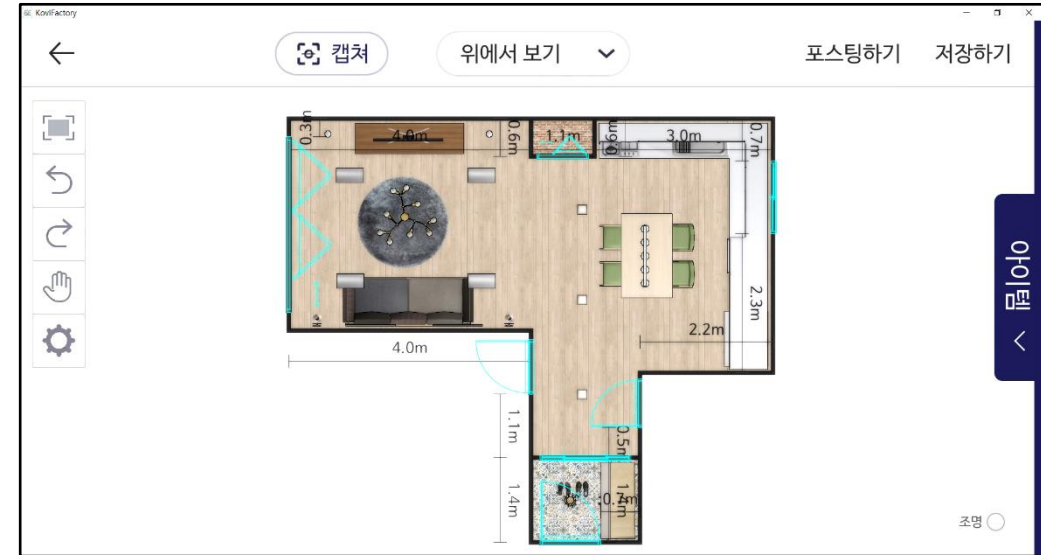 KoviFactory
캡쳐
위에서 보기
포스팅하기
저장하기
0.3m
4.0m
0.6m
1.1m
0.6m
3.0m
0.7m
아이템
2.3m
2.2m
4.0m
1.1m
0.5m
1.4m
0.7m
1.4m
조명